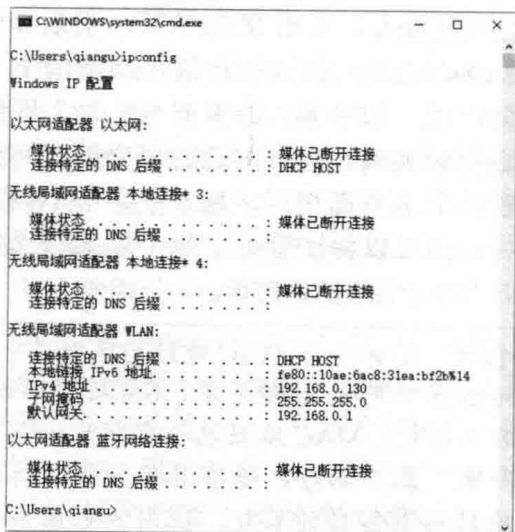 C:\WINDOWS\system32\cmd.exe
C:\Users\qiangu>ipconfig
Windows IP 配置
以太网适配器 以太网:
媒体状态 . . . . . . . . . . . . : 媒体已断开连接
连接特定的 DNS 后缀 . . . . . . . : DHCP HOST
无线局域网适配器 本地连接* 3:
媒体状态 . . . . . . . . . . . . : 媒体已断开连接
连接特定的 DNS 后缀 . . . . . . . :
无线局域网适配器 本地连接* 4:
媒体状态 . . . . . . . . . . . . : 媒体已断开连接
连接特定的 DNS 后缀 . . . . . . . :
无线局域网适配器 WLAN:
连接特定的 DNS 后缀 . . . . . . . : DHCP HOST
本地链接 IPv6 地址. . . . . . . . : fe80::10ae:6ac8:31ea:bf2b%14
IPv4 地址 . . . . . . . . . . . . : 192.168.0.130
子网掩码 . . . . . . . . . . . . : 255.255.255.0
默认网关. . . . . . . . . . . . . : 192.168.0.1
以太网适配器 蓝牙网络连接:
媒体状态 . . . . . . . . . . . . : 媒体已断开连接
连接特定的 DNS 后缀 . . . . . . . :
C:\Users\qiangu>